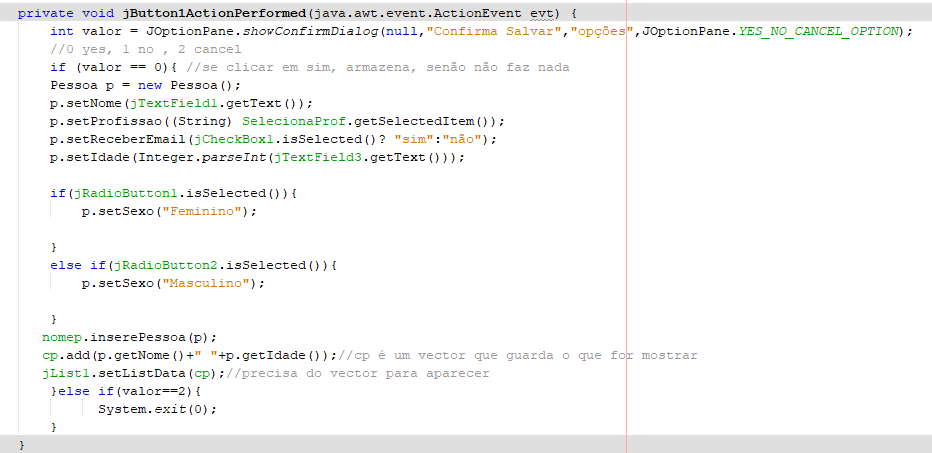 private void jButton1ActionPerformed(java.awt.event.ActionEvent evt) {
int valor = JOptionPane.showConfirmDialog(null,"Confirma Salvar","opções",JOptionPane.YES_NO_CANCEL_OPTION);
//0 yes, 1 no , 2 cancel
if (valor == 0){ //se clicar em sim, armazena, senão não faz nada
Pessoa p = new Pessoa();
p.setNome(jTextField1.getText());
p.setProfissao((String) SelecionaProf.getSelectedItem());
p.setReceberEmail(jCheckBox1.isSelected()? "sim":"não");
p.setIdade(Integer.parseInt(jTextField3.getText()));
if(jRadioButton1.isSelected()){
p.setSexo("Feminino");
}
else if(jRadioButton2.isSelected()){
p.setSexo("Masculino");
}
nomep.inserePessoa(p);
cp.add(p.getNome()+" "+p.getIdade());//cp é um vector que guarda o que for mostrar
jList1.setListData(cp);//precisa do vector para aparecer
}else if(valor==2){
System.exit(0);
}
}